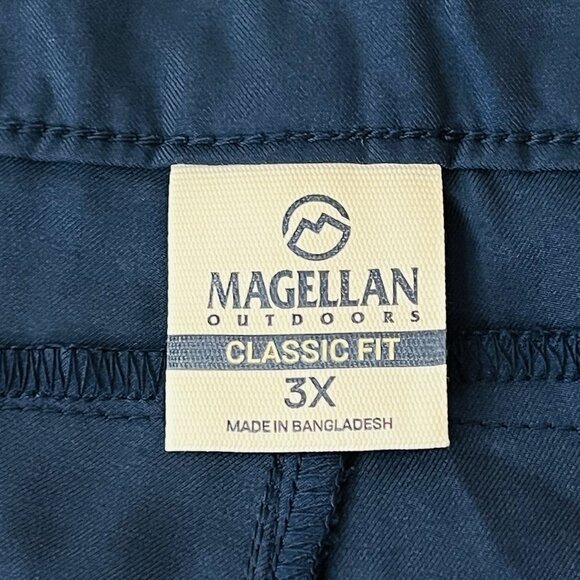 MAGELLAN
OUTDOORS
CLASSIC FIT
3X
MADE IN BANGLADESH